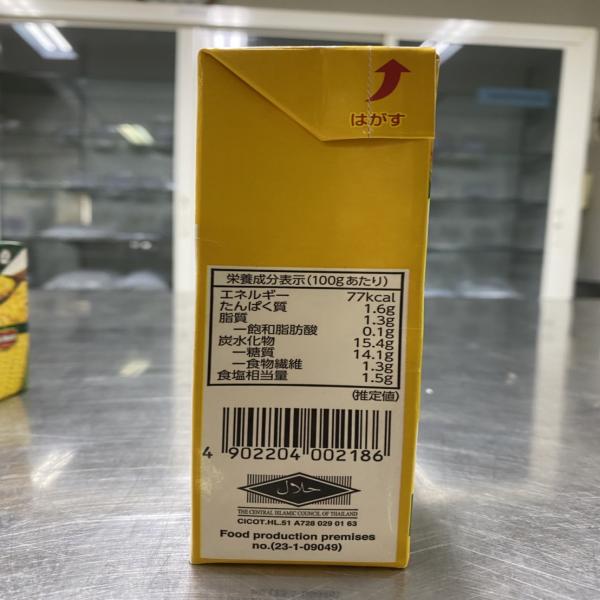 はがす
栄養成分表示(100gあたり)
エネルギー 77kcal
たんぱく質 1.6g
脂質 1.3g
―飽和脂肪酸 0.1g
炭水化物 15.4g
―糖質 14.1g
―食物繊維 1.3g
食塩相当量 1.5g
(推定値)
4 902204 002186
حلال
THE CENTRAL ISLAMIC COUNCIL OF THAILAND
CICOT.HL.51 A728 029 01 63
Food production premises
no.(23-1-09049)